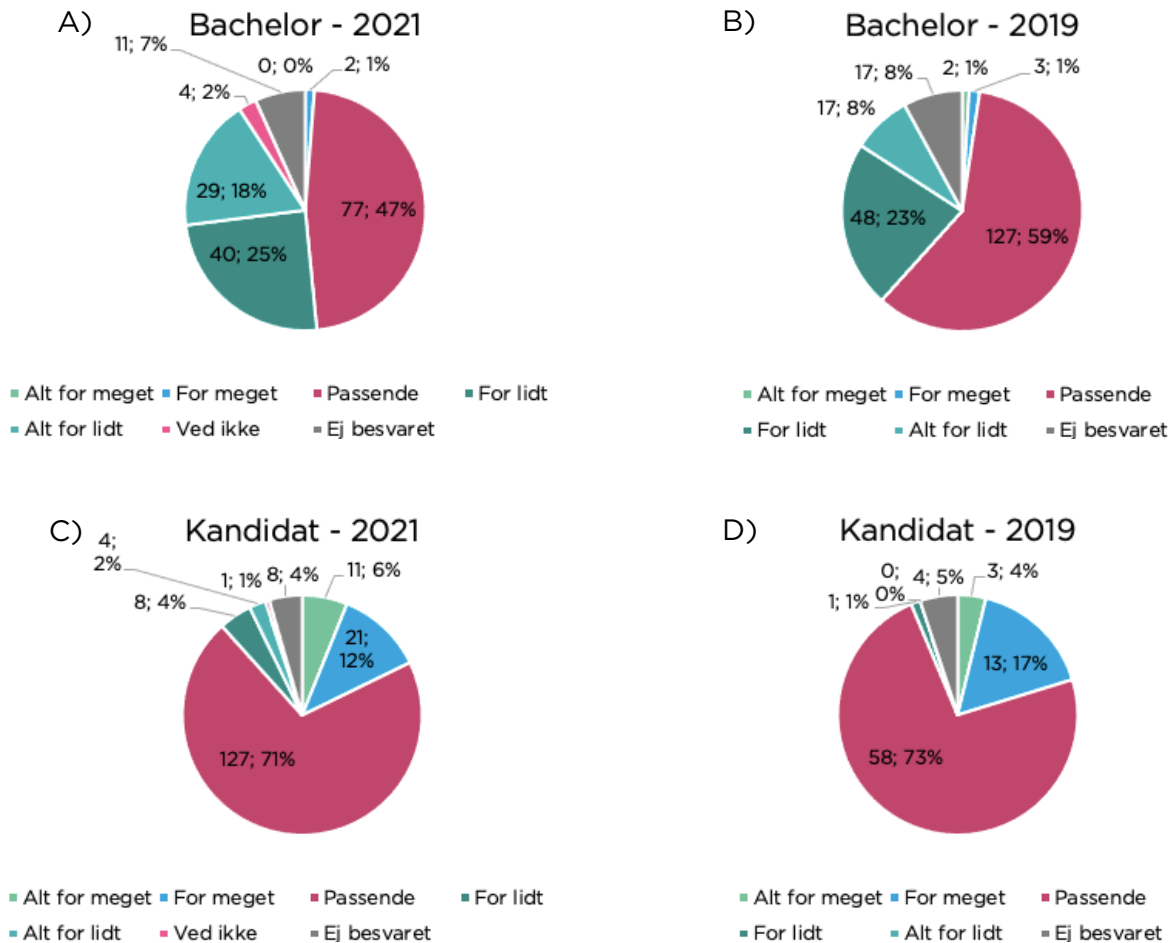 A)
Bachelor - 2021
11; 7%
0; 0%
2; 1%
4; 2%
29; 18%
77; 47%
40; 25%
Alt for meget For meget Passende For lidt
Alt for lidt Ved ikke Ej besvaret
B)
Bachelor - 2019
17; 8%
2; 1%
3; 1%
17; 8%
48; 23%
127; 59%
Alt for meget For meget Passende
For lidt Alt for lidt Ej besvaret
C)
Kandidat - 2021
4;
2%
1; 1%
8; 4%
11; 6%
8; 4%
21;
12%
127; 71%
Alt for meget For meget Passende For lidt
Alt for lidt Ved ikke Ej besvaret
D)
Kandidat - 2019
0;
0%
4; 5%
3; 4%
1; 1%
13; 17%
58; 73%
Alt for meget For meget Passende
For lidt Alt for lidt Ej besvaret